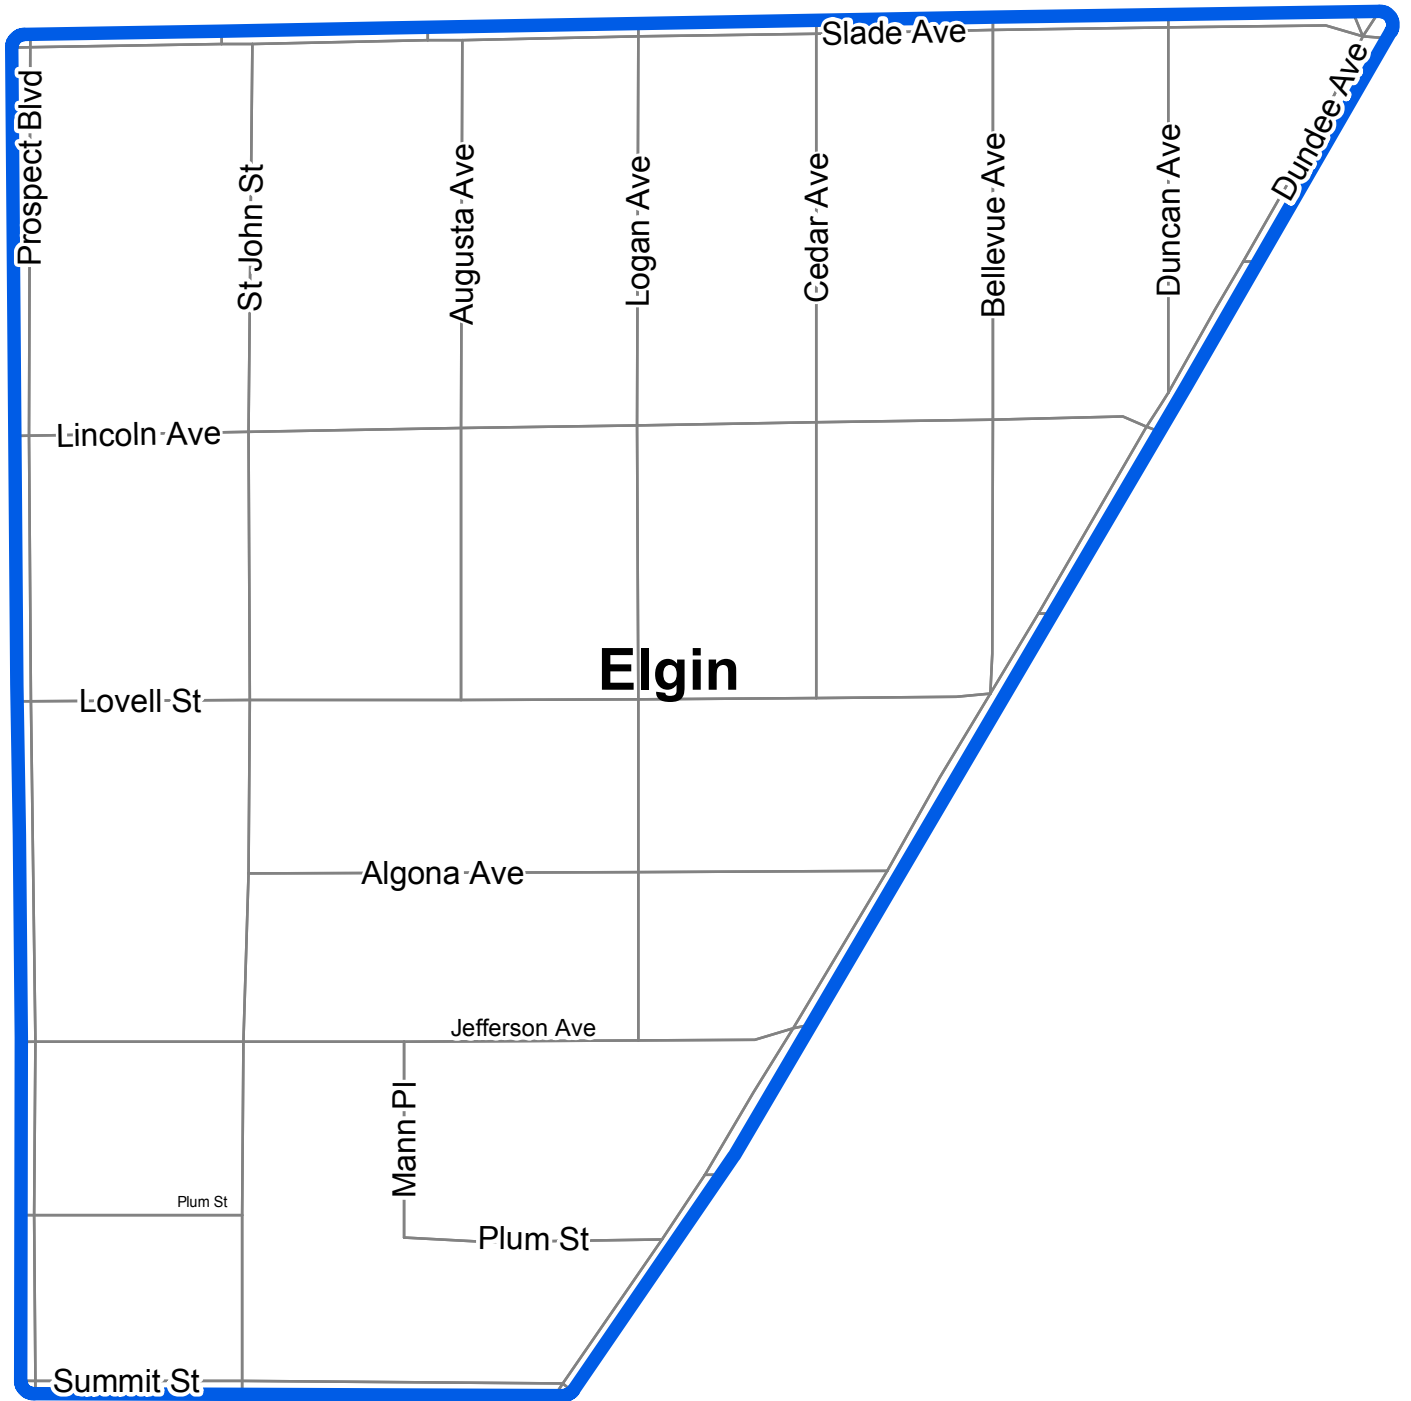 Slade Ave
Dundee Ave
Prospect Blvd
St John St
Augusta Ave
Logan Ave
Cedar Ave
Bellevue Ave
Duncan Ave
Lincoln Ave
Elgin
Lovell St
Algona Ave
Jefferson Ave
Mann Pl
Plum St
Plum St
Summit St